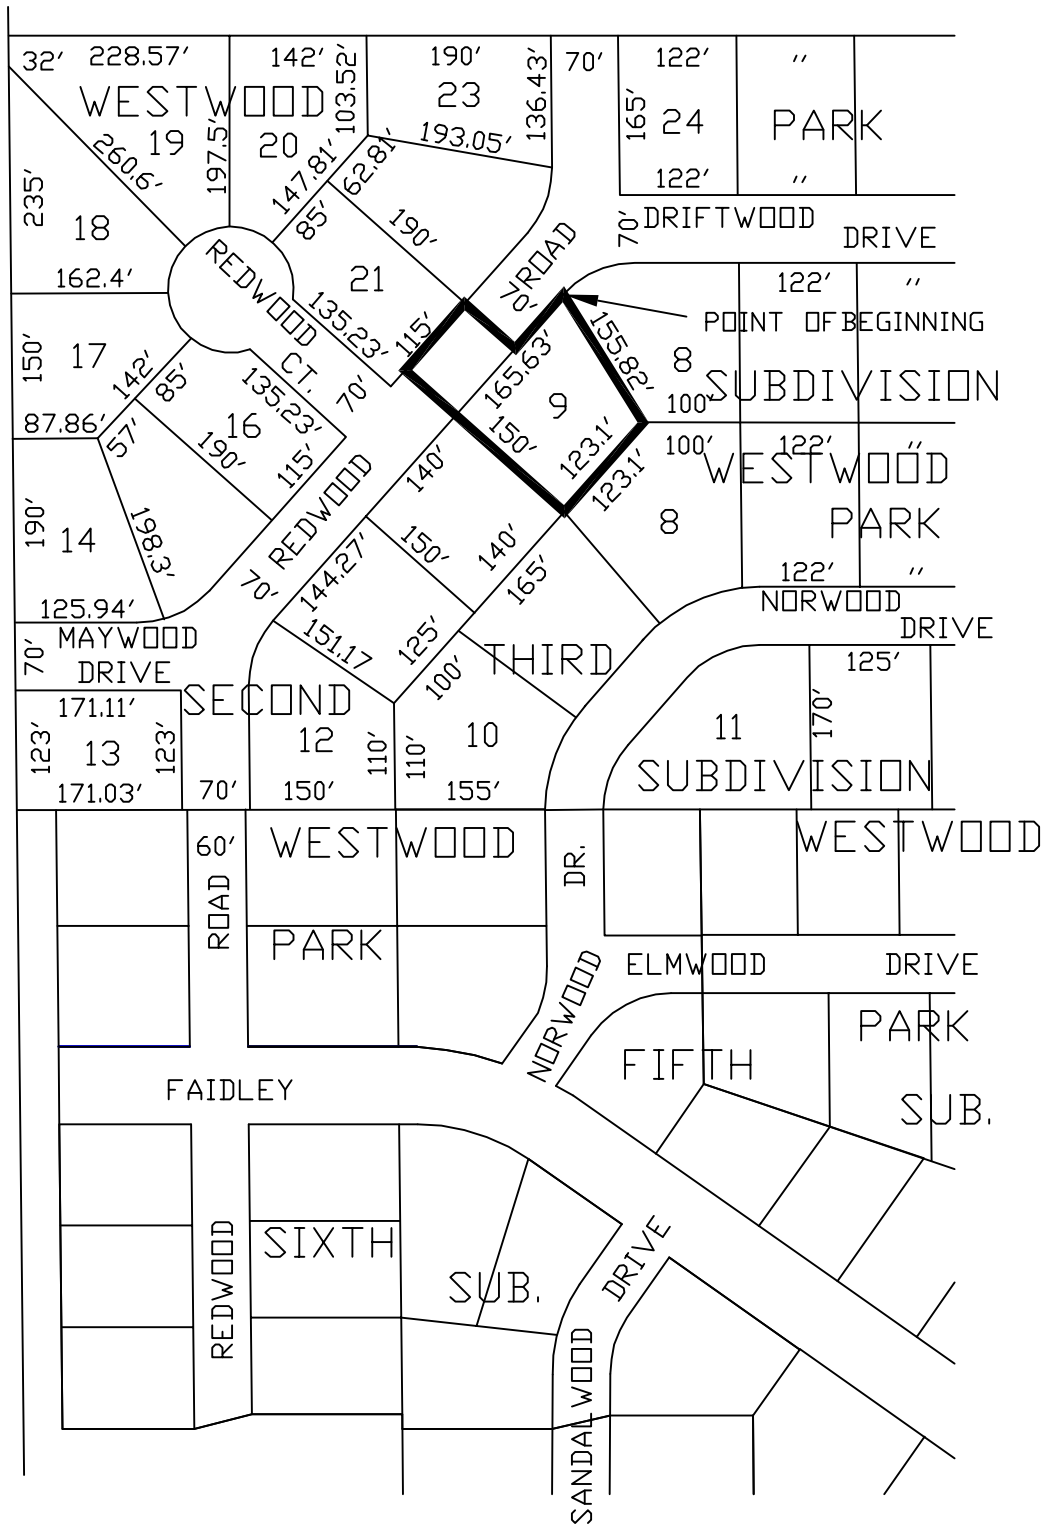 32' 228.57' 142' 103.52' 190' 136.43' 70' 122' "
WESTWOOD
23
165' 24 PARK
19 197.5' 20 193.05'
260.6' 147.81' 62.81'
122' "
235'
18
85' 190'
70' DRIFTWOOD
DRIVE
ROAD
70'
REDWOOD
CT.
162.4'
21
122' "
135.23' 115'
POINT OF BEGINNING
155.82'
150' 17
142' 85'
135.23'
70'
165.63'
8
SUBDIVISION
100'
9
87.86'
57'
16
190'
115'
150'
123.1'
123.1'
100' 122' "
WESTWOOD
"
140'
REDWOOD
190' 14
198.3'
8
PARK
70'
144.27'
150'
140'
165'
122' "
125.94'
NORWOOD
DRIVE
MAYWOOD
DRIVE
70'
151.17
125'
100'
THIRD
125'
SECOND
171.11'
123' 13 123'
12 110' 110' 10
11 170'
SUBDIVISION
171.03' 70' 150' 155'
60' WESTWOOD
WESTWOOD
DR.
ROAD
PARK
NORWOOD
ELMWOOD DRIVE
PARK
FIFTH
FAIDLEY
SUB.
REDWOOD
SIXTH
SUB.
DRIVE
SANDALWOOD